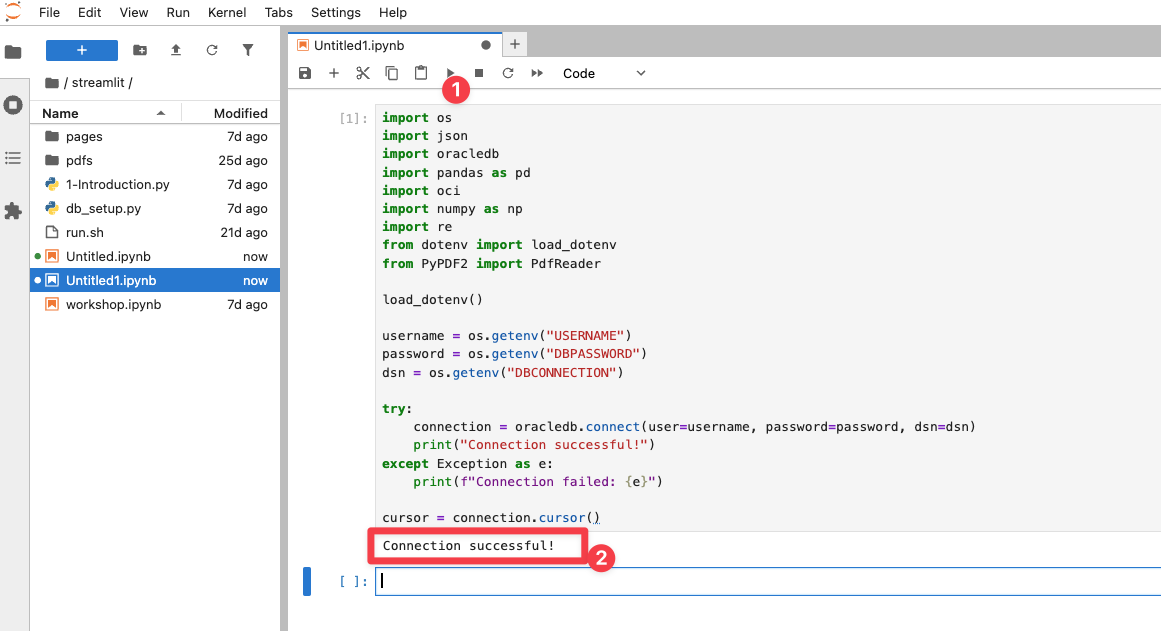 File Edit View Run Kernel Tabs Settings Help
Untitled1.ipynb
Code
1
/ streamlit /
Name Modified
pages 7d ago
pdfs 25d ago
1-Introduction.py 7d ago
db_setup.py 7d ago
run.sh 21d ago
Untitled.ipynb now
Untitled1.ipynb now
workshop.ipynb 7d ago
[1]:
import os
import json
import oracledb
import pandas as pd
import oci
import numpy as np
import re
from dotenv import load_dotenv
from PyPDF2 import PdfReader
load_dotenv()
username = os.getenv("USERNAME")
password = os.getenv("DBPASSWORD")
dsn = os.getenv("DBCONNECTION")
try:
    connection = oracledb.connect(user=username, password=password, dsn=dsn)
    print("Connection successful!")
except Exception as e:
    print(f"Connection failed: {e}")
cursor = connection.cursor()
Connection successful!
2
[ ]: